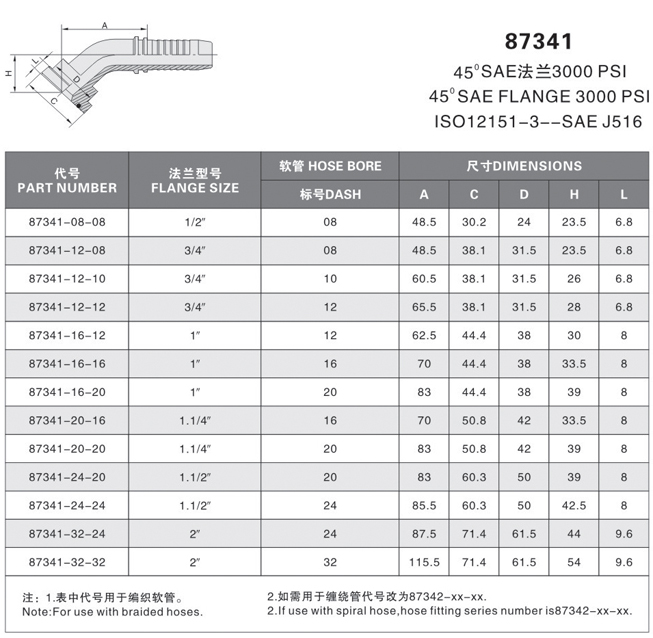 A
H
L
D
C
87341
45°SAE法兰3000 PSI
45°SAE FLANGE 3000 PSI
ISO12151-3--SAE J516
代号 法兰型号 软管 HOSE BORE 尺寸DIMENSIONS
PART NUMBER FLANGE SIZE 标号DASH A C D H L
87341-08-08 1/2″ 08 48.5 30.2 24 23.5 6.8
87341-12-08 3/4″ 08 48.5 38.1 31.5 23.5 6.8
87341-12-10 3/4″ 10 60.5 38.1 31.5 26 6.8
87341-12-12 3/4″ 12 65.5 38.1 31.5 28 6.8
87341-16-12 1″ 12 62.5 44.4 38 30 8
87341-16-16 1″ 16 70 44.4 38 33.5 8
87341-16-20 1″ 20 83 44.4 38 39 8
87341-20-16 1.1/4″ 16 70 50.8 42 33.5 8
87341-20-20 1.1/4″ 20 83 50.8 42 39 8
87341-24-20 1.1/2″ 20 83 60.3 50 39 8
87341-24-24 1.1/2″ 24 85.5 60.3 50 42.5 8
87341-32-24 2″ 24 87.5 71.4 61.5 44 9.6
87341-32-32 2″ 32 115.5 71.4 61.5 54 9.6
注：1.表中代号用于编织软管。 2.如需用于缠绕管代号改为87342-xx-xx.
Note:For use with braided hoses. 2.If use with spiral hose,hose fitting series number is87342-xx-xx.